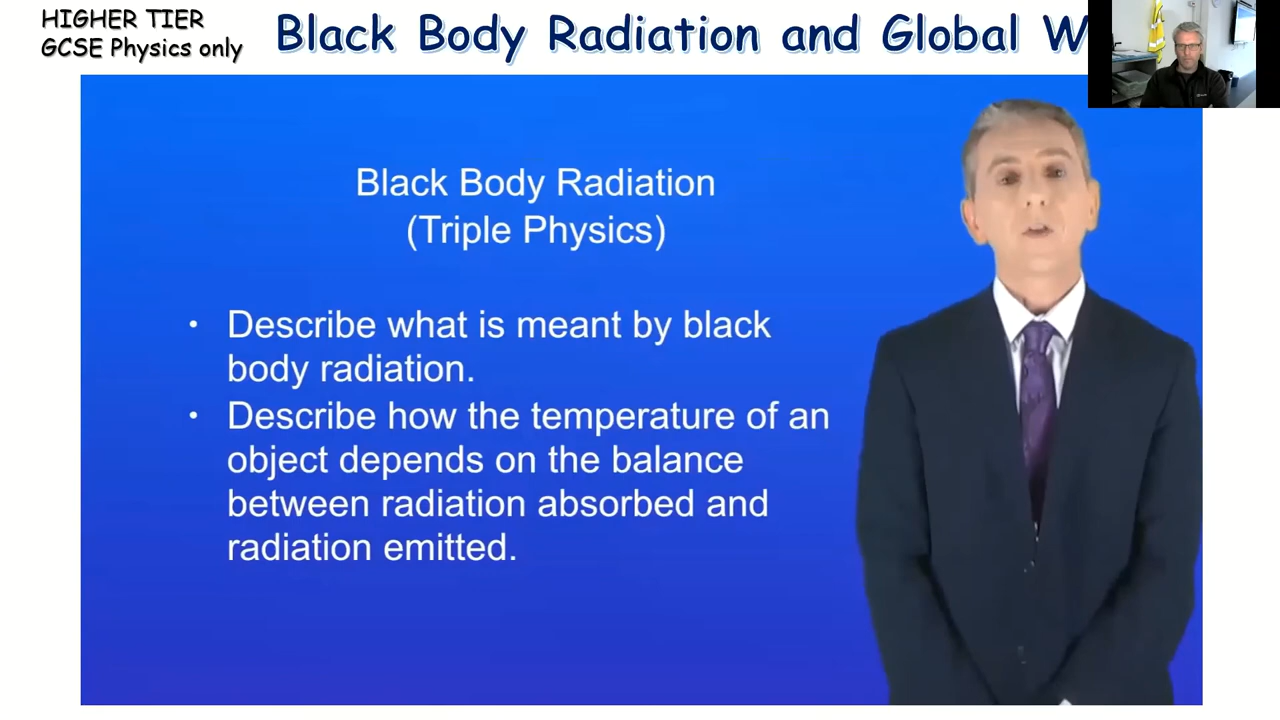 HIGHER TIER
GCSE Physics only
Black Body Radiation and Global W
Black Body Radiation
(Triple Physics)
• Describe what is meant by black
body radiation.
• Describe how the temperature of an
object depends on the balance
between radiation absorbed and
radiation emitted.